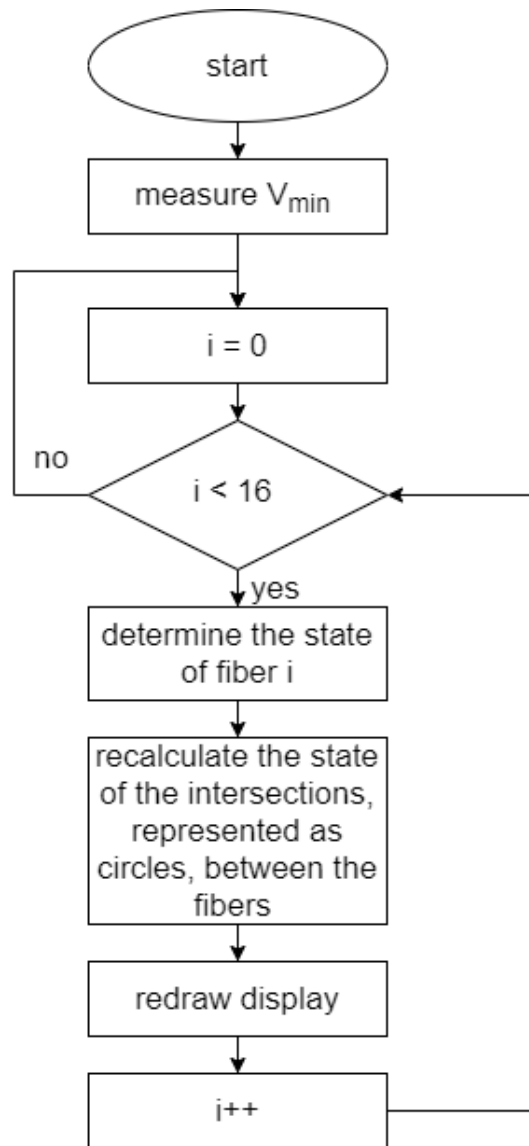 start
measure Vmin
i = 0
no
i < 16
yes
determine the state
of fiber i
recalculate the state
of the intersections,
represented as
circles, between the
fibers
redraw display
i++